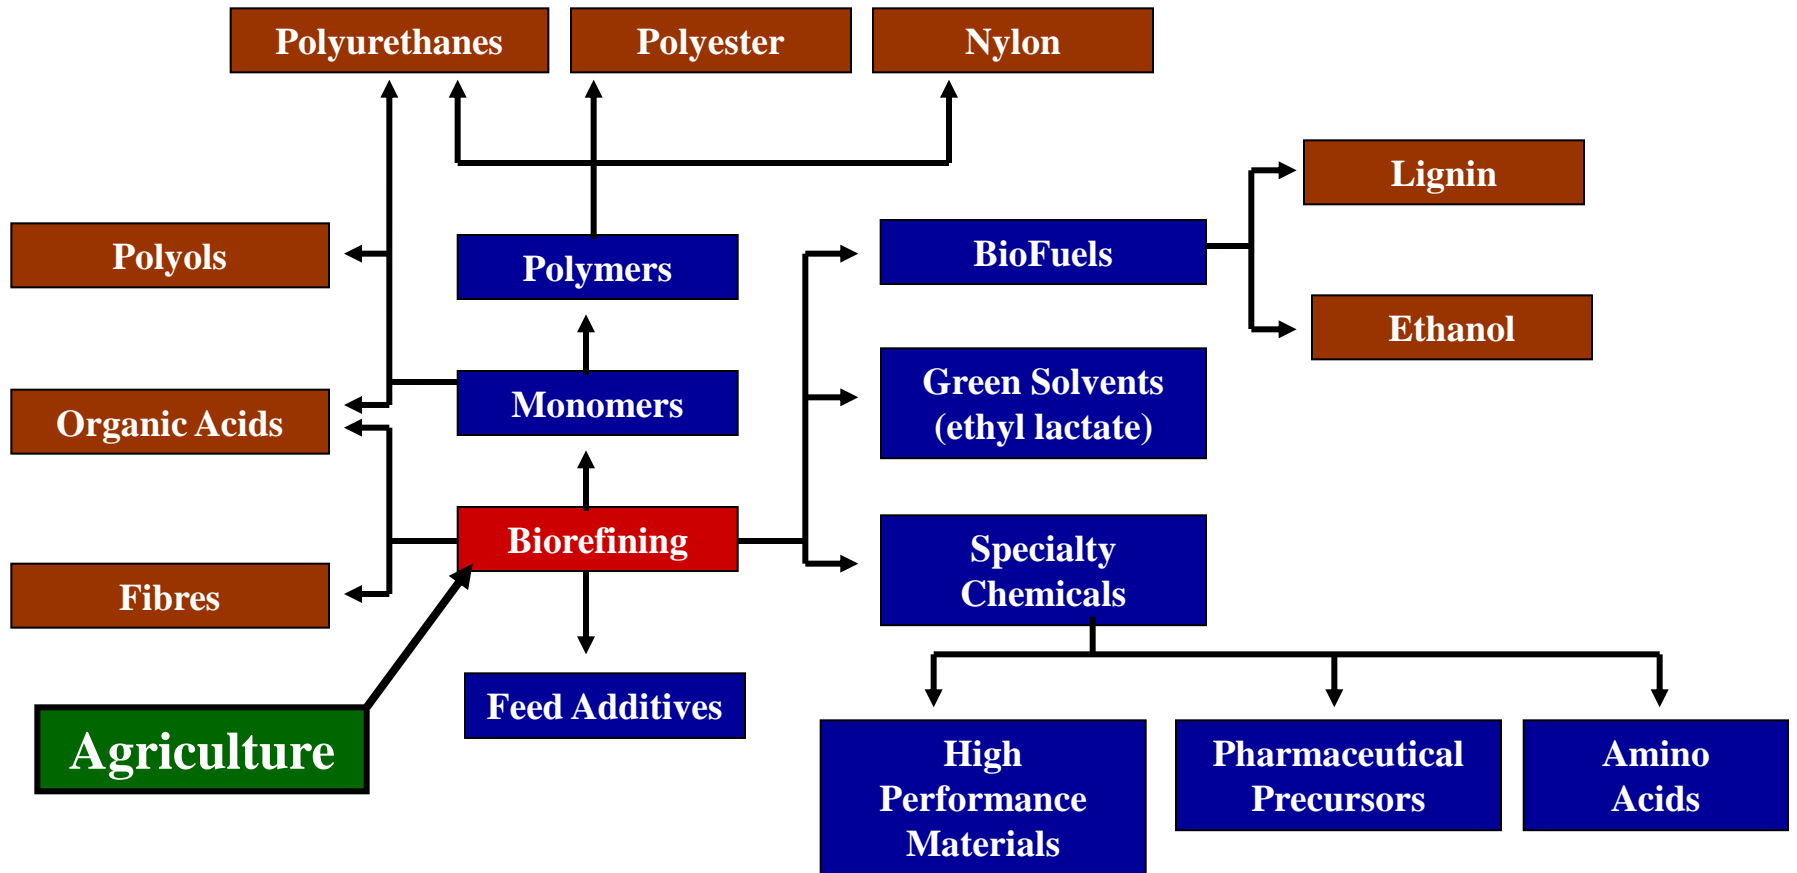 Polyurethanes
Polyester
Nylon
Lignin
Polyols
Polymers
BioFuels
Ethanol
Organic Acids
Monomers
Green Solvents
(ethyl lactate)
Fibres
Biorefining
Specialty
Chemicals
Agriculture
Feed Additives
High
Performance
Materials
Pharmaceutical
Precursors
Amino
Acids